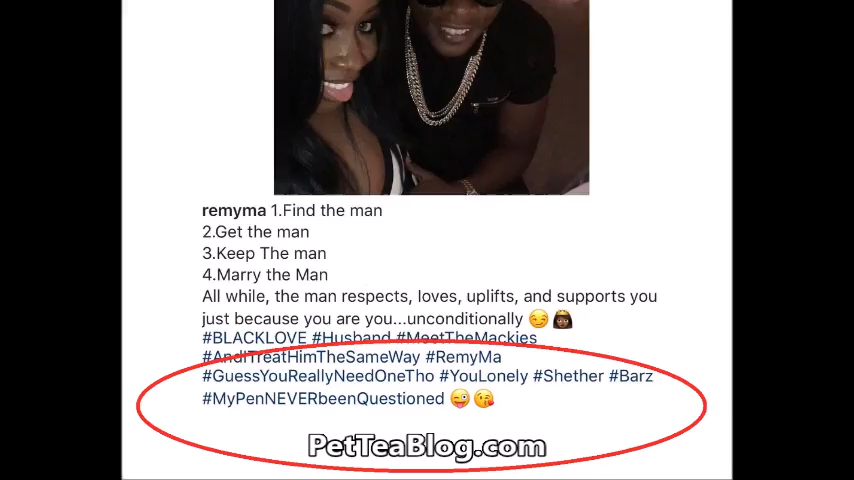 remyma 1.Find the man
2.Get the man
3.Keep The man
4.Marry the Man
All while, the man respects, loves, uplifts, and supports you
just because you are you...unconditionally 😏👸🏿
#BLACKLOVE #Husband #MeetTheMackies
#AndITreatHimTheSameWay #RemyMa
#GuessYouReallyNeedOneTho #YouLonely #Shether #Barz
#MyPenNEVERbeenQuestioned 😜😘
PetTeaBlog.com